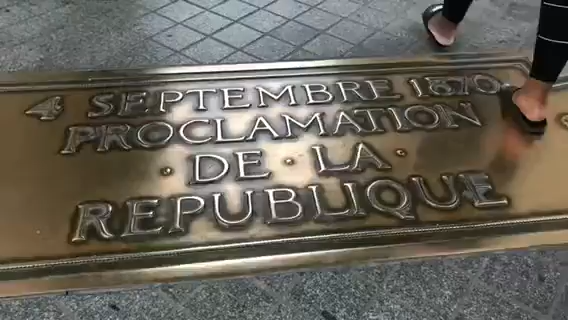 4 SEPTEMBRE 1870
PROCLAMATION
· DE · LA ·
REPUBLIQUE